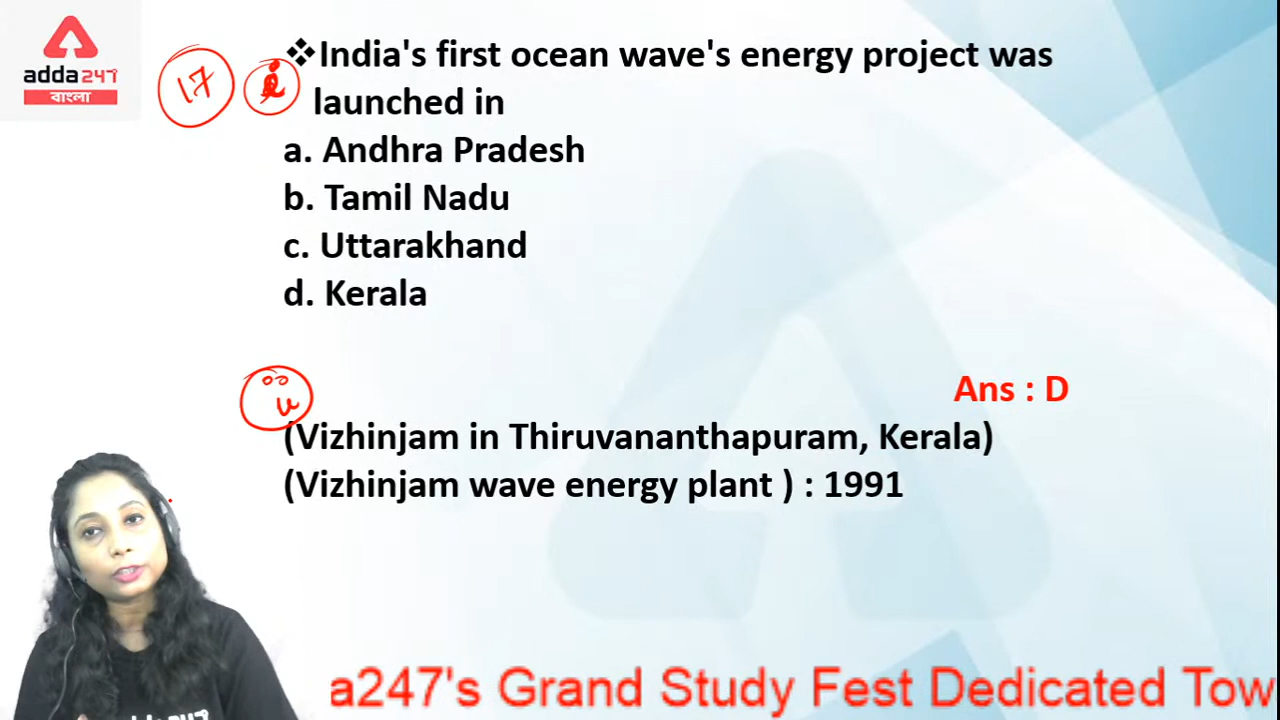 adda247
বাংলা
17
❖India's first ocean wave's energy project was
launched in
a. Andhra Pradesh
b. Tamil Nadu
c. Uttarakhand
d. Kerala
Ans : D
(Vizhinjam in Thiruvananthapuram, Kerala)
(Vizhinjam wave energy plant ) : 1991
a247's Grand Study Fest Dedicated Tow